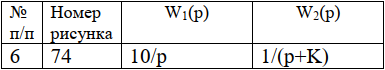 № п/п Номер рисунка W₁(p) W₂(p)
6 74 10/p 1/(p+K)